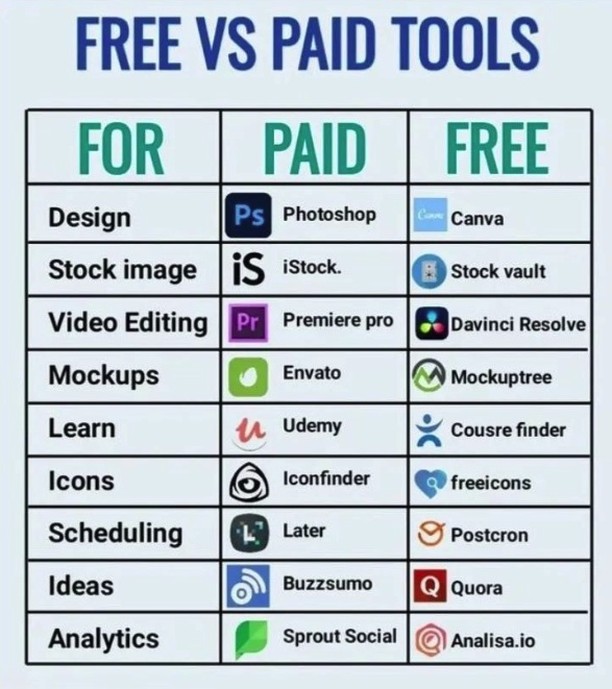 FREE VS PAID TOOLS
FOR PAID FREE
Design Ps Photoshop Canva Canva
Stock image iS iStock. Stock vault
Video Editing Pr Premiere pro Davinci Resolve
Mockups Envato Mockuptree
Learn u Udemy Cousre finder
Icons Iconfinder freeicons
Scheduling L Later Postcron
Ideas Buzzsumo Q Quora
Analytics Sprout Social Analisa.io